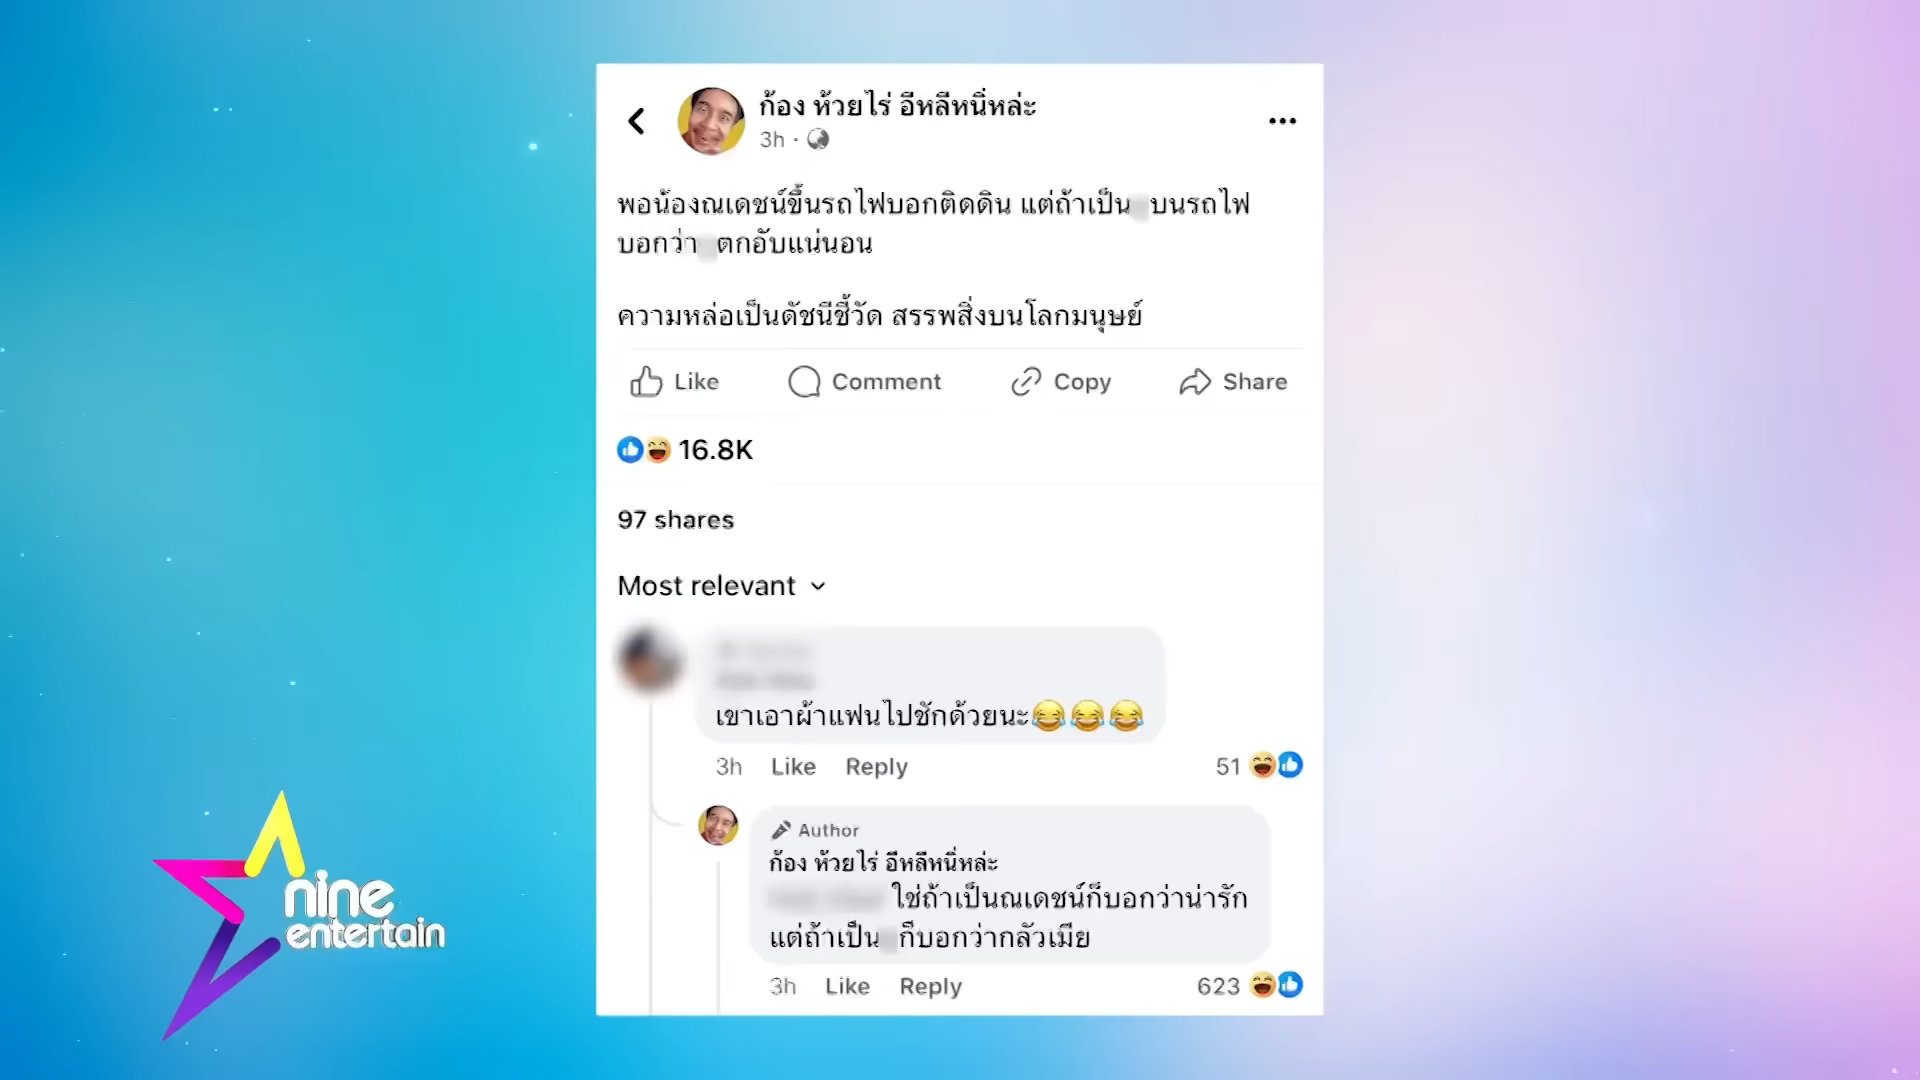 ก้อง ห้วยไร่ อีหลีหนี่หล่ะ
3h ·
พอน้องณเดชน์ขึ้นรถไฟบอกติดดิน แต่ถ้าเป็น บนรถไฟ
บอกว่า ตกอับแน่นอน
ความหล่อเป็นดัชนีชี้วัด สรรพสิ่งบนโลกมนุษย์
Like Comment Copy Share
16.8K
97 shares
Most relevant
เขาเอาผ้าแฟนไปซักด้วยนะ😂😂😂
3h Like Reply 51
Author
ก้อง ห้วยไร่ อีหลีหนี่หล่ะ
ใช่ถ้าเป็นณเดชน์ก็บอกว่าน่ารัก
แต่ถ้าเป็น ก็บอกว่ากลัวเมีย
3h Like Reply 623
nine
entertain